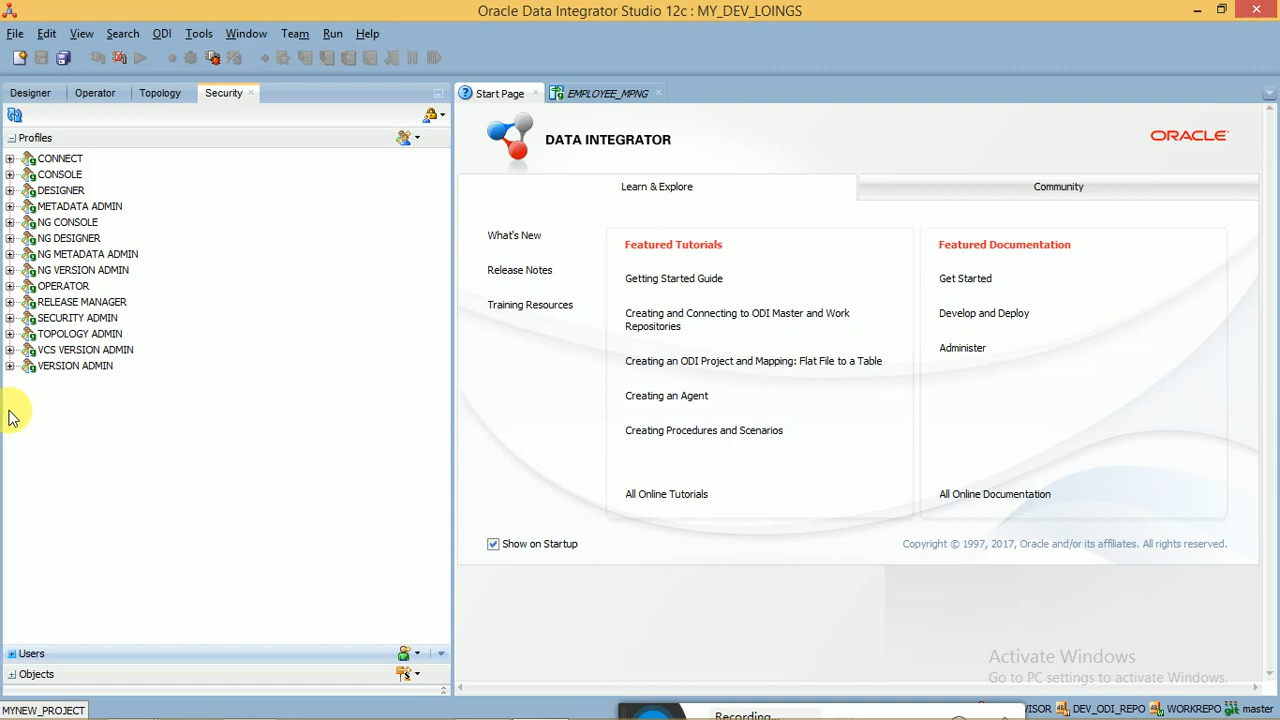 Oracle Data Integrator Studio 12c : MY_DEV_LOINGS
File Edit View Search ODI Tools Window Team Run Help
Designer Operator Topology Security
Start Page EMPLOYEE_MPNG
Profiles
CONNECT
CONSOLE
DESIGNER
METADATA ADMIN
NG CONSOLE
NG DESIGNER
NG METADATA ADMIN
NG VERSION ADMIN
OPERATOR
RELEASE MANAGER
SECURITY ADMIN
TOPOLOGY ADMIN
VCS VERSION ADMIN
VERSION ADMIN
Users
Objects
MYNEW_PROJECT
DATA INTEGRATOR
ORACLE
Learn & Explore
Community
What's New
Release Notes
Training Resources
Featured Tutorials
Getting Started Guide
Creating and Connecting to ODI Master and Work
Repositories
Creating an ODI Project and Mapping: Flat File to a Table
Creating an Agent
Creating Procedures and Scenarios
All Online Tutorials
Featured Documentation
Get Started
Develop and Deploy
Administer
All Online Documentation
Show on Startup
Copyright © 1997, 2017, Oracle and/or its affiliates. All rights reserved.
Activate Windows
Go to PC settings to activate Windows.
Recording...
VISOR DEV_ODI_REPO WORKREPO git master